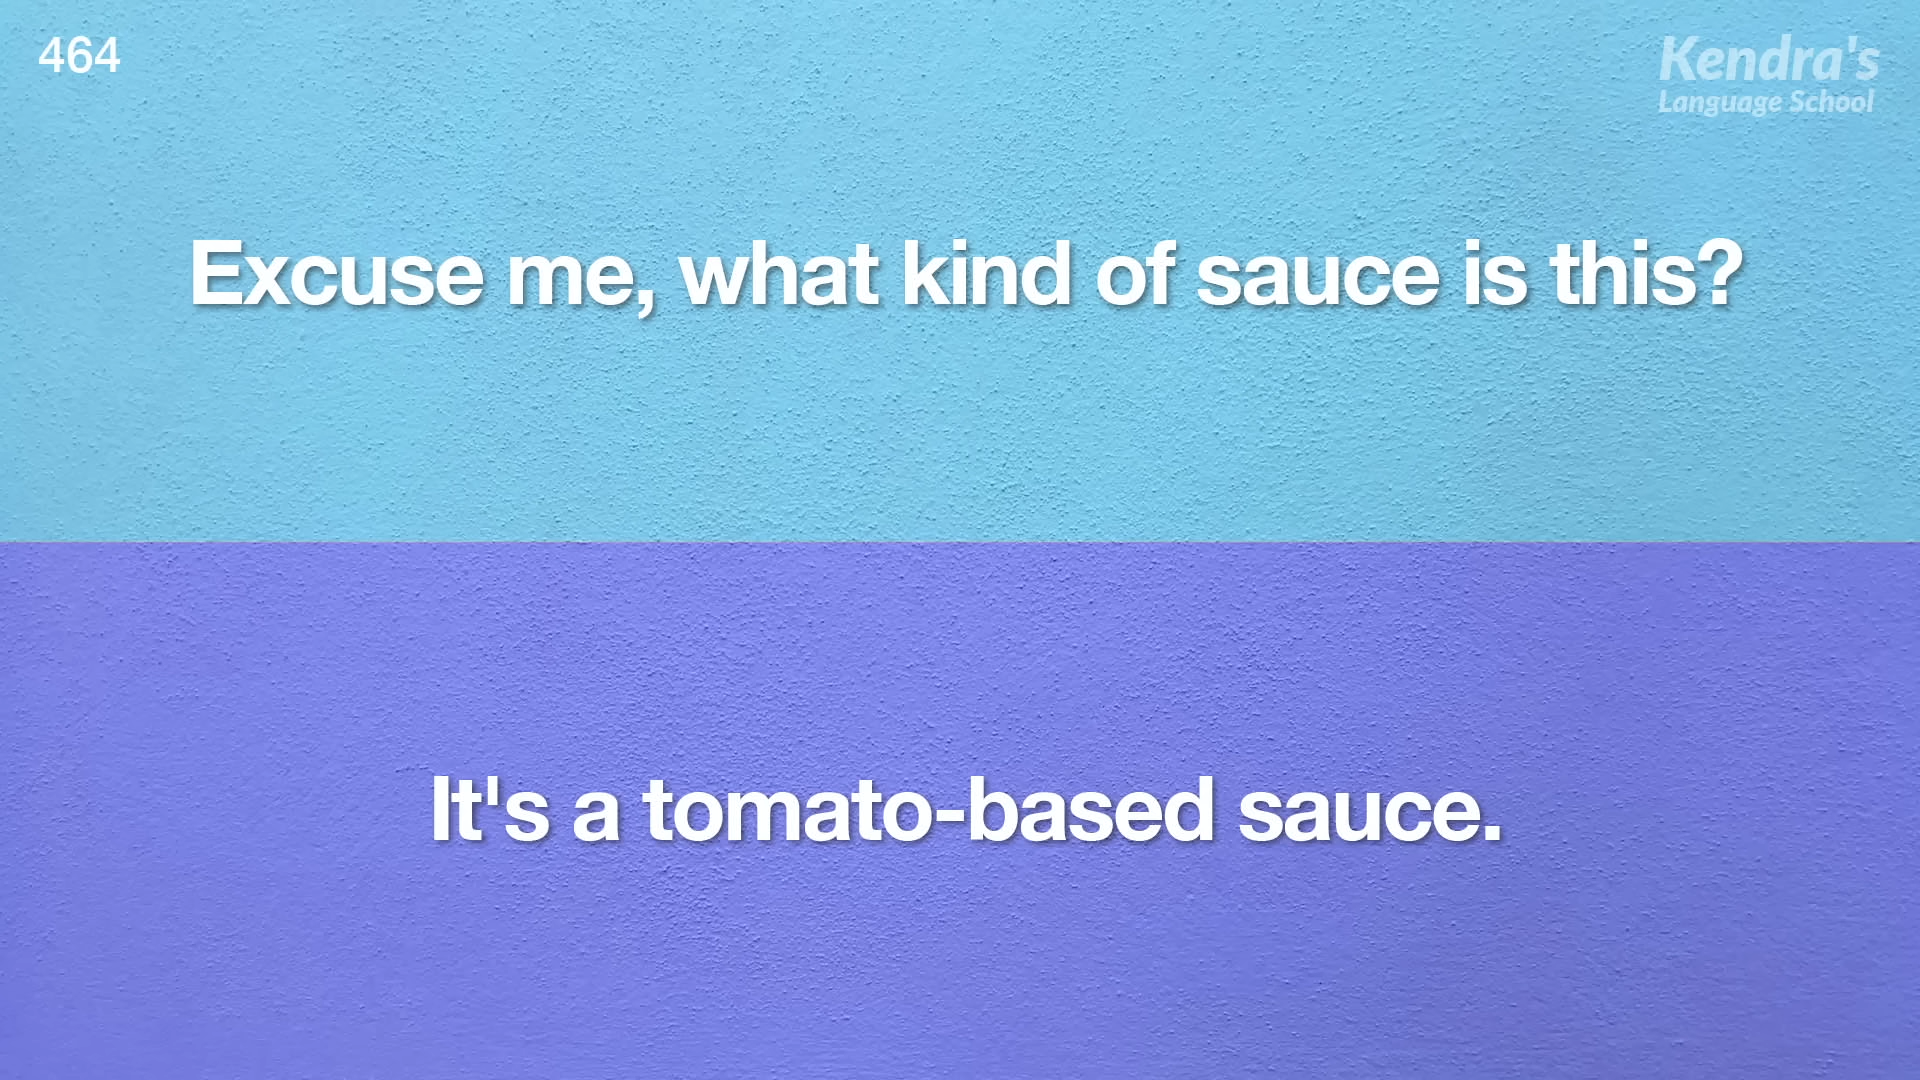 464
Kendra's
Language School
Excuse me, what kind of sauce is this?
It's a tomato-based sauce.